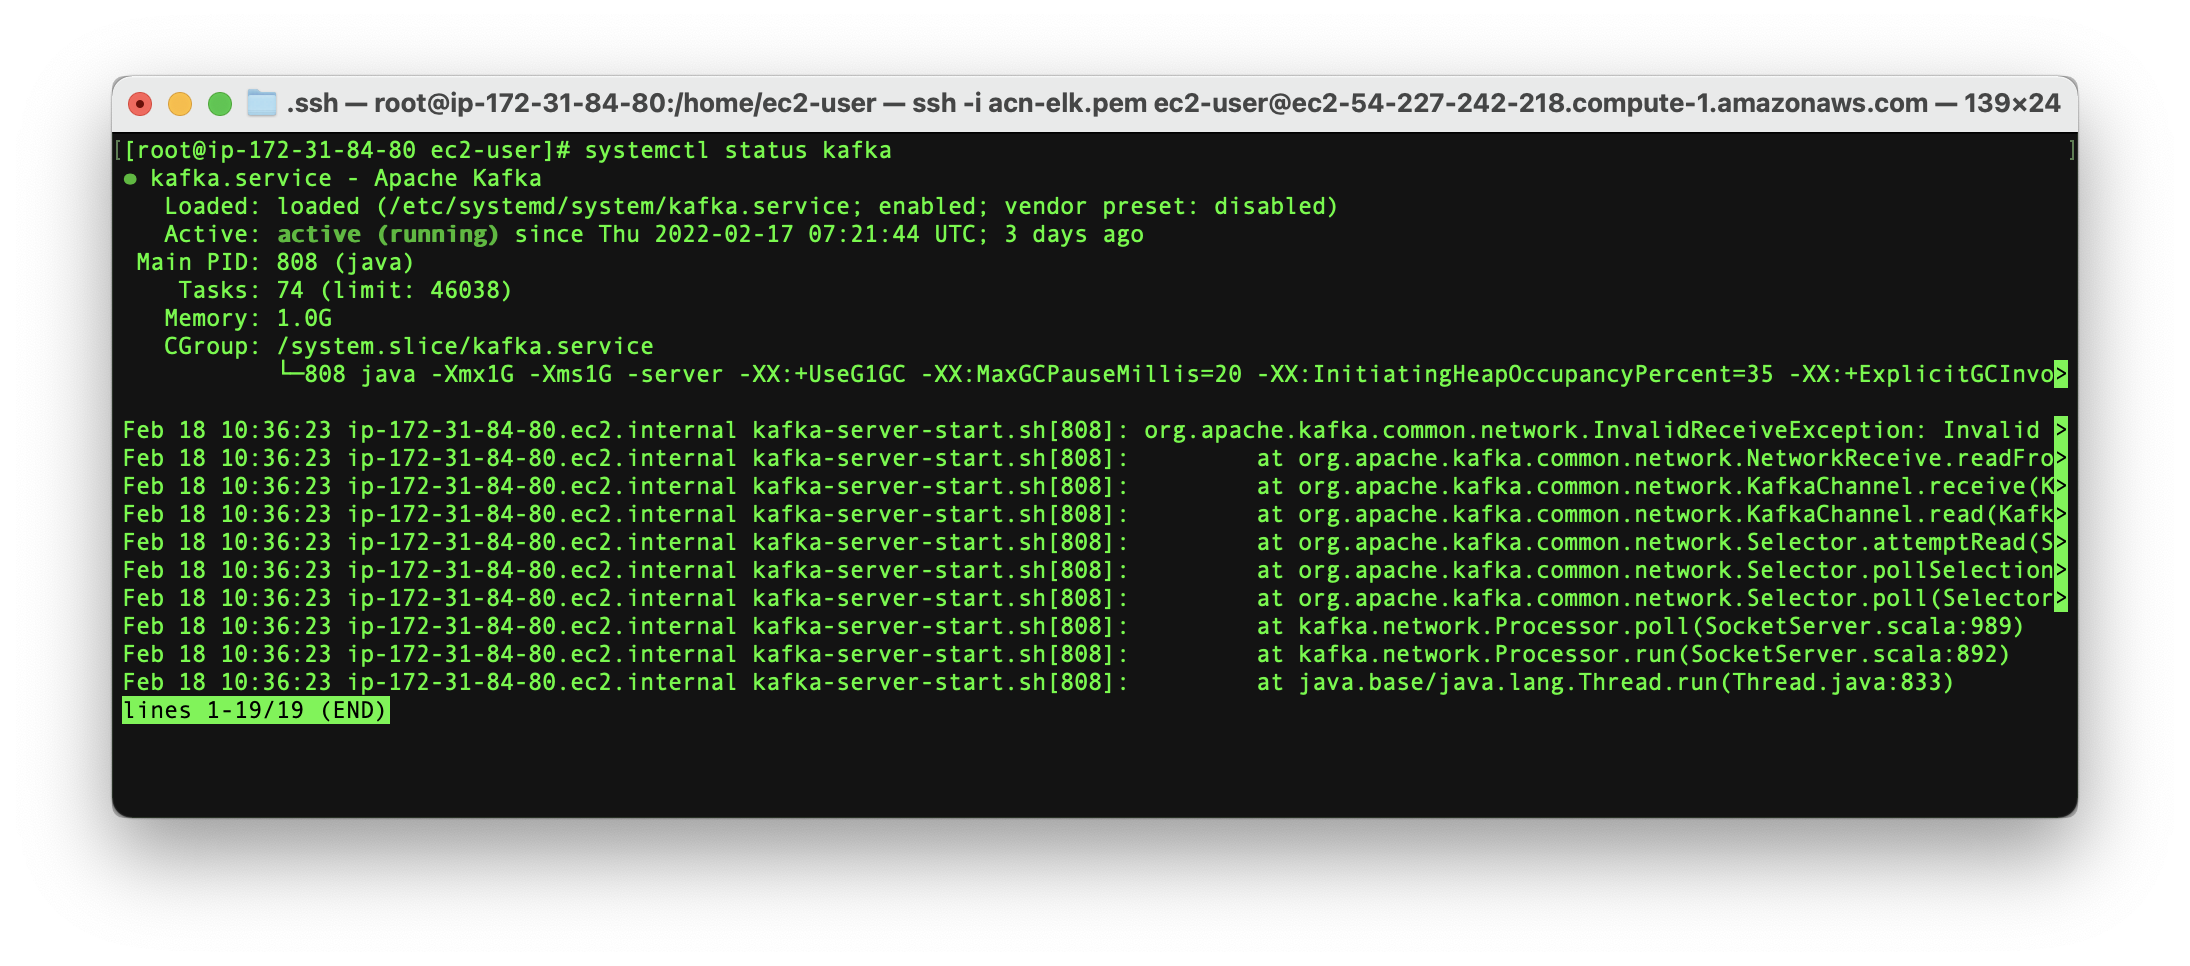 .ssh — root@ip-172-31-84-80:/home/ec2-user — ssh -i acn-elk.pem ec2-user@ec2-54-227-242-218.compute-1.amazonaws.com — 139×24
[[root@ip-172-31-84-80 ec2-user]# systemctl status kafka ]
● kafka.service - Apache Kafka
   Loaded: loaded (/etc/systemd/system/kafka.service; enabled; vendor preset: disabled)
   Active: active (running) since Thu 2022-02-17 07:21:44 UTC; 3 days ago
 Main PID: 808 (java)
    Tasks: 74 (limit: 46038)
   Memory: 1.0G
   CGroup: /system.slice/kafka.service
           └─808 java -Xmx1G -Xms1G -server -XX:+UseG1GC -XX:MaxGCPauseMillis=20 -XX:InitiatingHeapOccupancyPercent=35 -XX:+ExplicitGCInvo>
Feb 18 10:36:23 ip-172-31-84-80.ec2.internal kafka-server-start.sh[808]: org.apache.kafka.common.network.InvalidReceiveException: Invalid >
Feb 18 10:36:23 ip-172-31-84-80.ec2.internal kafka-server-start.sh[808]:         at org.apache.kafka.common.network.NetworkReceive.readFro>
Feb 18 10:36:23 ip-172-31-84-80.ec2.internal kafka-server-start.sh[808]:         at org.apache.kafka.common.network.KafkaChannel.receive(K>
Feb 18 10:36:23 ip-172-31-84-80.ec2.internal kafka-server-start.sh[808]:         at org.apache.kafka.common.network.KafkaChannel.read(Kafk>
Feb 18 10:36:23 ip-172-31-84-80.ec2.internal kafka-server-start.sh[808]:         at org.apache.kafka.common.network.Selector.attemptRead(S>
Feb 18 10:36:23 ip-172-31-84-80.ec2.internal kafka-server-start.sh[808]:         at org.apache.kafka.common.network.Selector.pollSelection>
Feb 18 10:36:23 ip-172-31-84-80.ec2.internal kafka-server-start.sh[808]:         at org.apache.kafka.common.network.Selector.poll(Selector>
Feb 18 10:36:23 ip-172-31-84-80.ec2.internal kafka-server-start.sh[808]:         at kafka.network.Processor.poll(SocketServer.scala:989)
Feb 18 10:36:23 ip-172-31-84-80.ec2.internal kafka-server-start.sh[808]:         at kafka.network.Processor.run(SocketServer.scala:892)
Feb 18 10:36:23 ip-172-31-84-80.ec2.internal kafka-server-start.sh[808]:         at java.base/java.lang.Thread.run(Thread.java:833)
lines 1-19/19 (END)